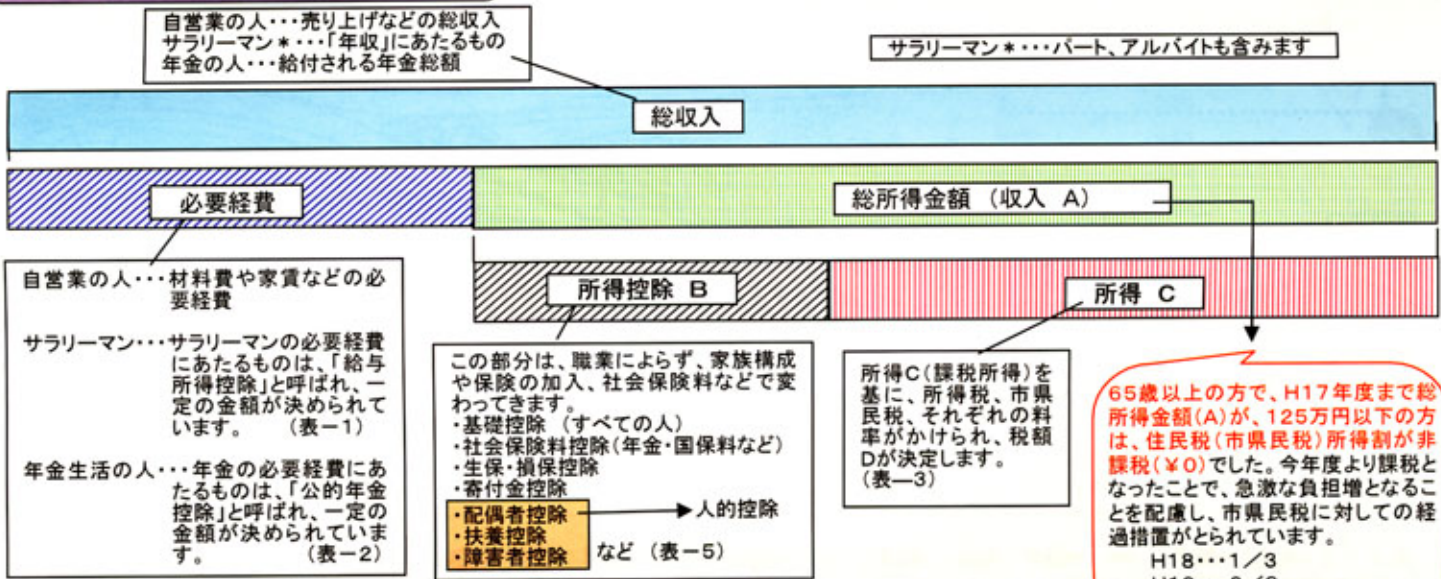 自営業の人・・・売り上げなどの総収入
サラリーマン＊・・・「年収」にあたるもの
年金の人・・・給付される年金総額
サラリーマン＊・・・パート、アルバイトも含みます
総収入
必要経費
総所得金額（収入 A）
所得控除 B
所得 C
自営業の人・・・材料費や家賃などの必
要経費
サラリーマン・・・サラリーマンの必要経費
にあたるものは、「給与
所得控除」と呼ばれ、一
定の金額が決められて
います。 （表－1）
年金生活の人・・・年金の必要経費にあ
たるものは、「公的年金
控除」と呼ばれ、一定の
金額が決められていま
す。 （表－2）
この部分は、職業によらず、家族構成
や保険の加入、社会保険料などで変
わってきます。
・基礎控除 （すべての人）
・社会保険料控除（年金・国保料など）
・生保・損保控除
・寄付金控除
・配偶者控除 人的控除
・扶養控除
・障害者控除 など （表－5）
所得C（課税所得）を
基に、所得税、市県
民税、それぞれの料
率がかけられ、税額
Dが決定します。
（表―3）
65歳以上の方で、H17年度まで総
所得金額（A）が、125万円以下の方
は、住民税（市県民税）所得割が非
課税（￥0）でした。今年度より課税と
なったことで、急激な負担増となるこ
とを配慮し、市県民税に対しての経
過措置がとられています。
H18・・・1／3